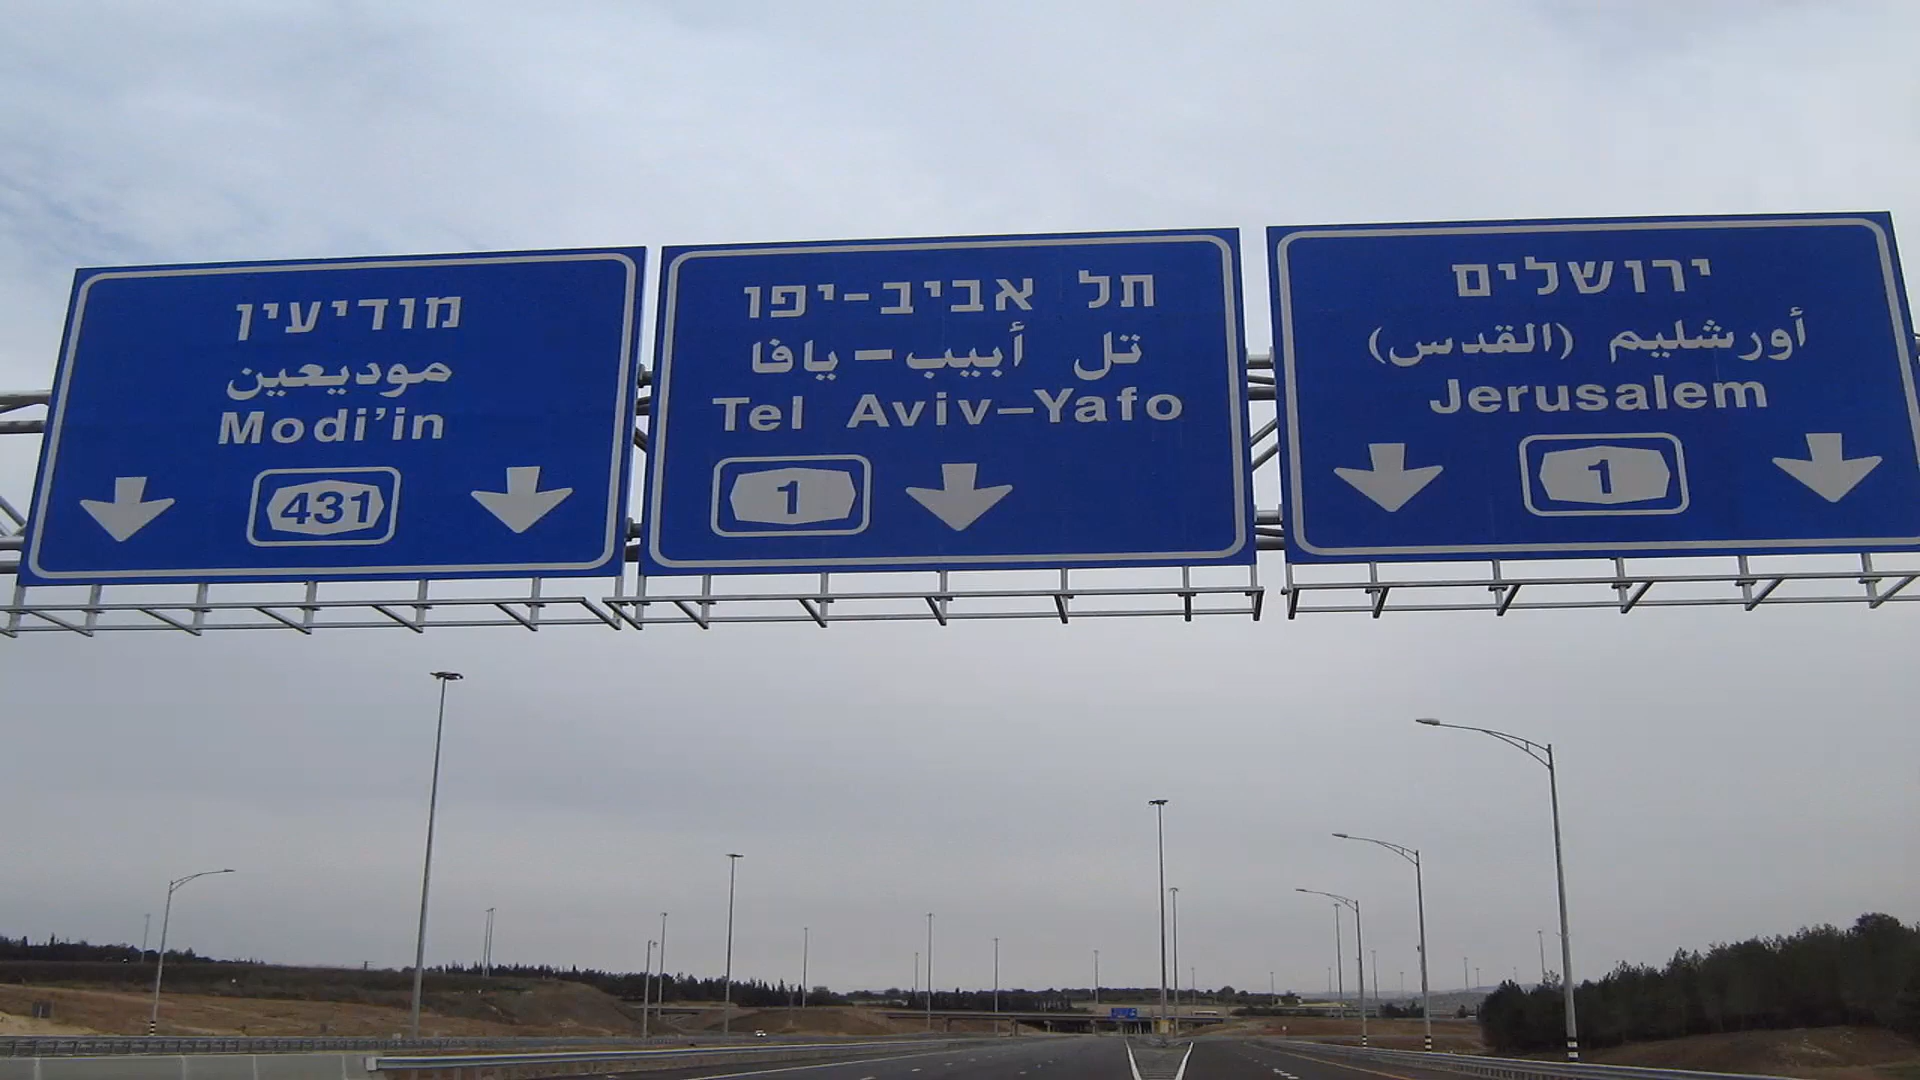 מודיעין
موديعين
Modi'in
431
תל אביב-יפו
تل أبيب - يافا
Tel Aviv-Yafo
1
ירושלים
أورشليم (القدس)
Jerusalem
1